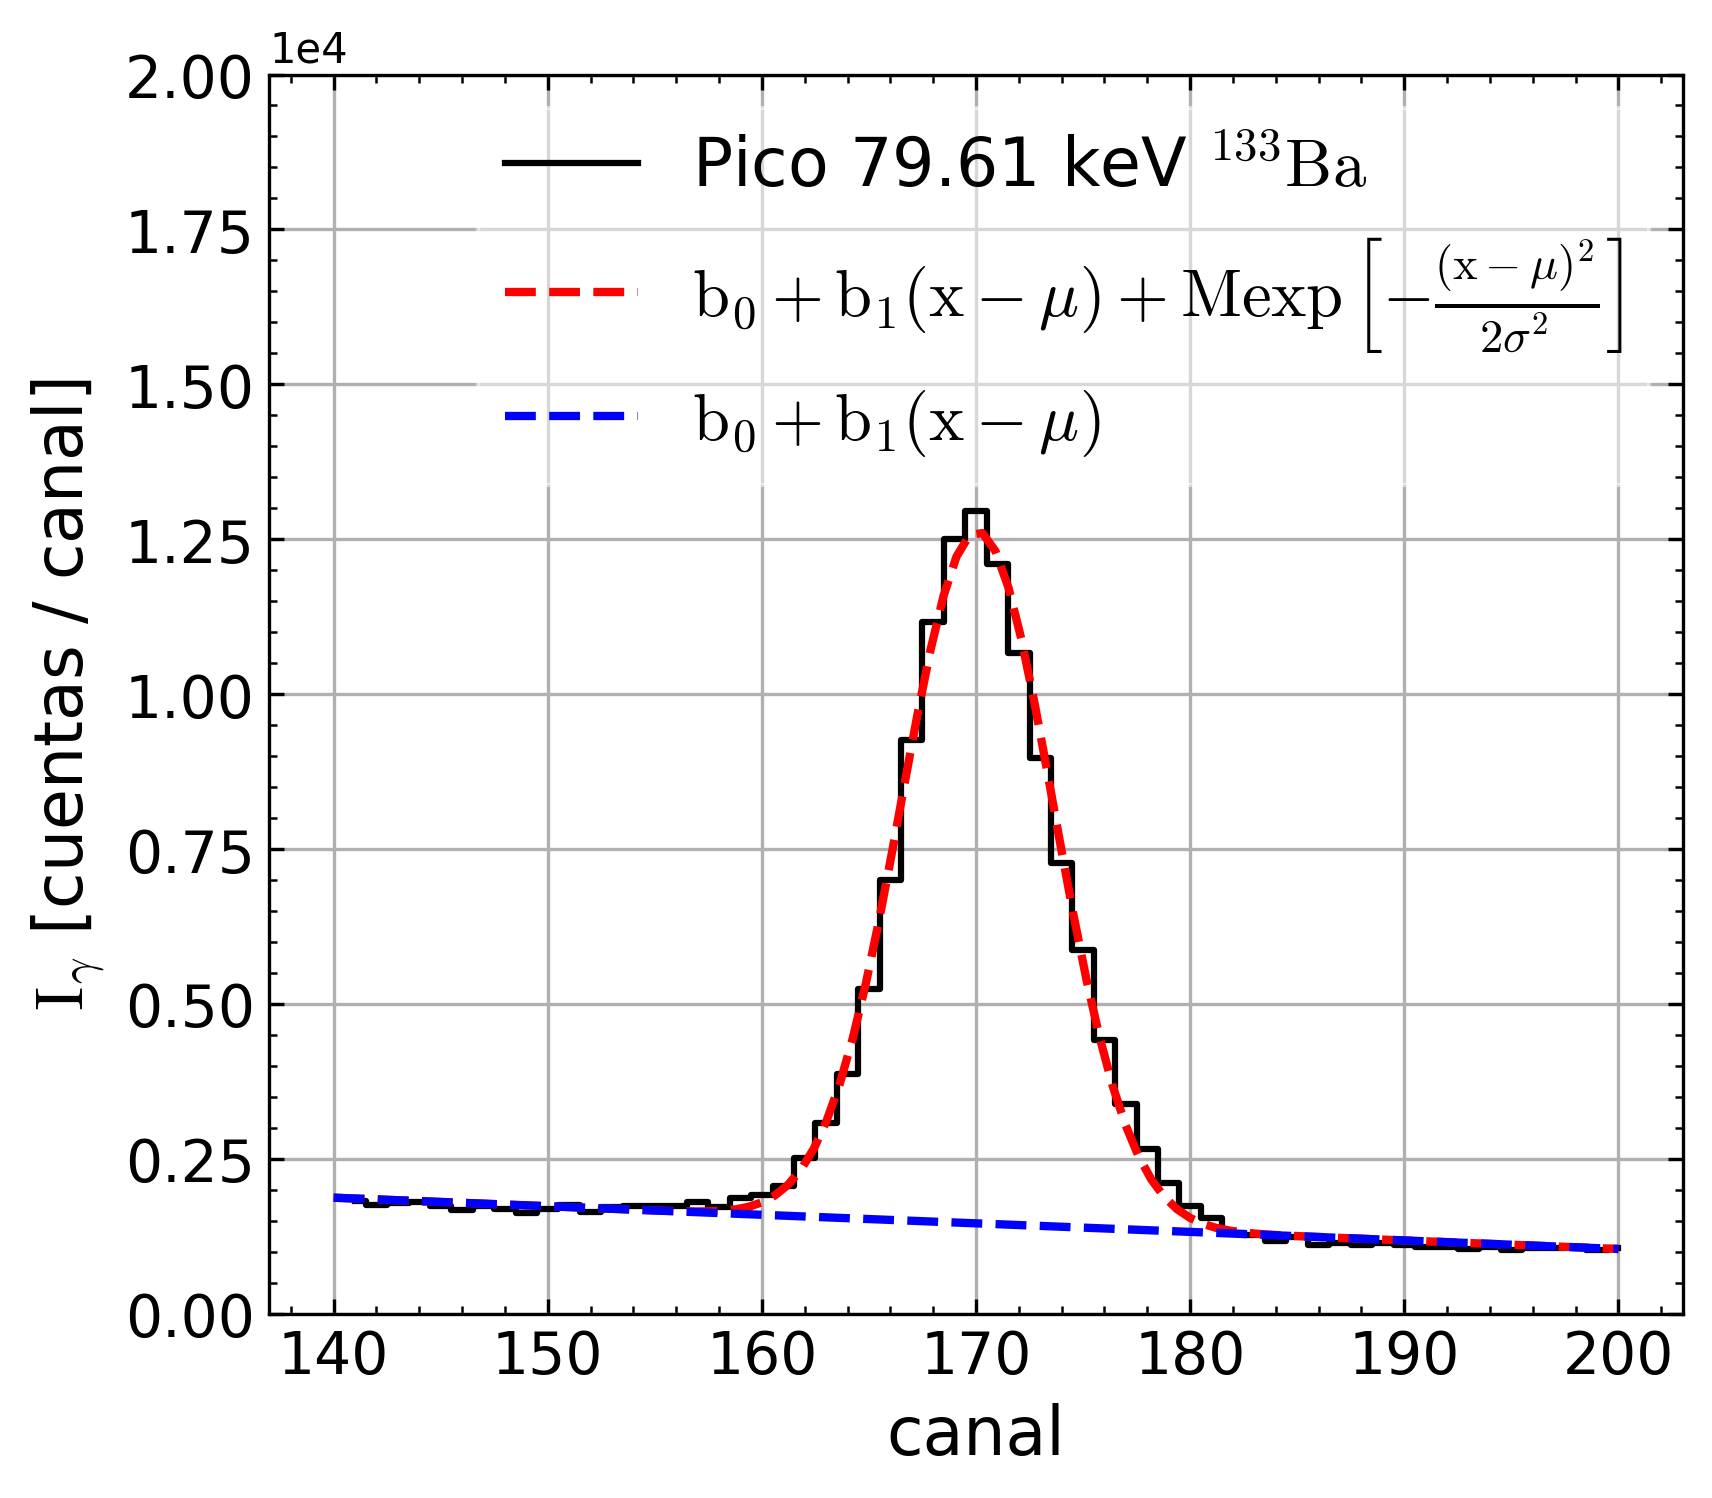 1e4
2.00
1.75
1.50
1.25
1.00
0.75
0.50
0.25
0.00
I_γ [cuentas / canal]
Pico 79.61 keV ¹³³Ba
b₀ + b₁(x − μ) + Mexp [−(x − μ)²/2σ²]
b₀ + b₁(x − μ)
140 150 160 170 180 190 200
canal